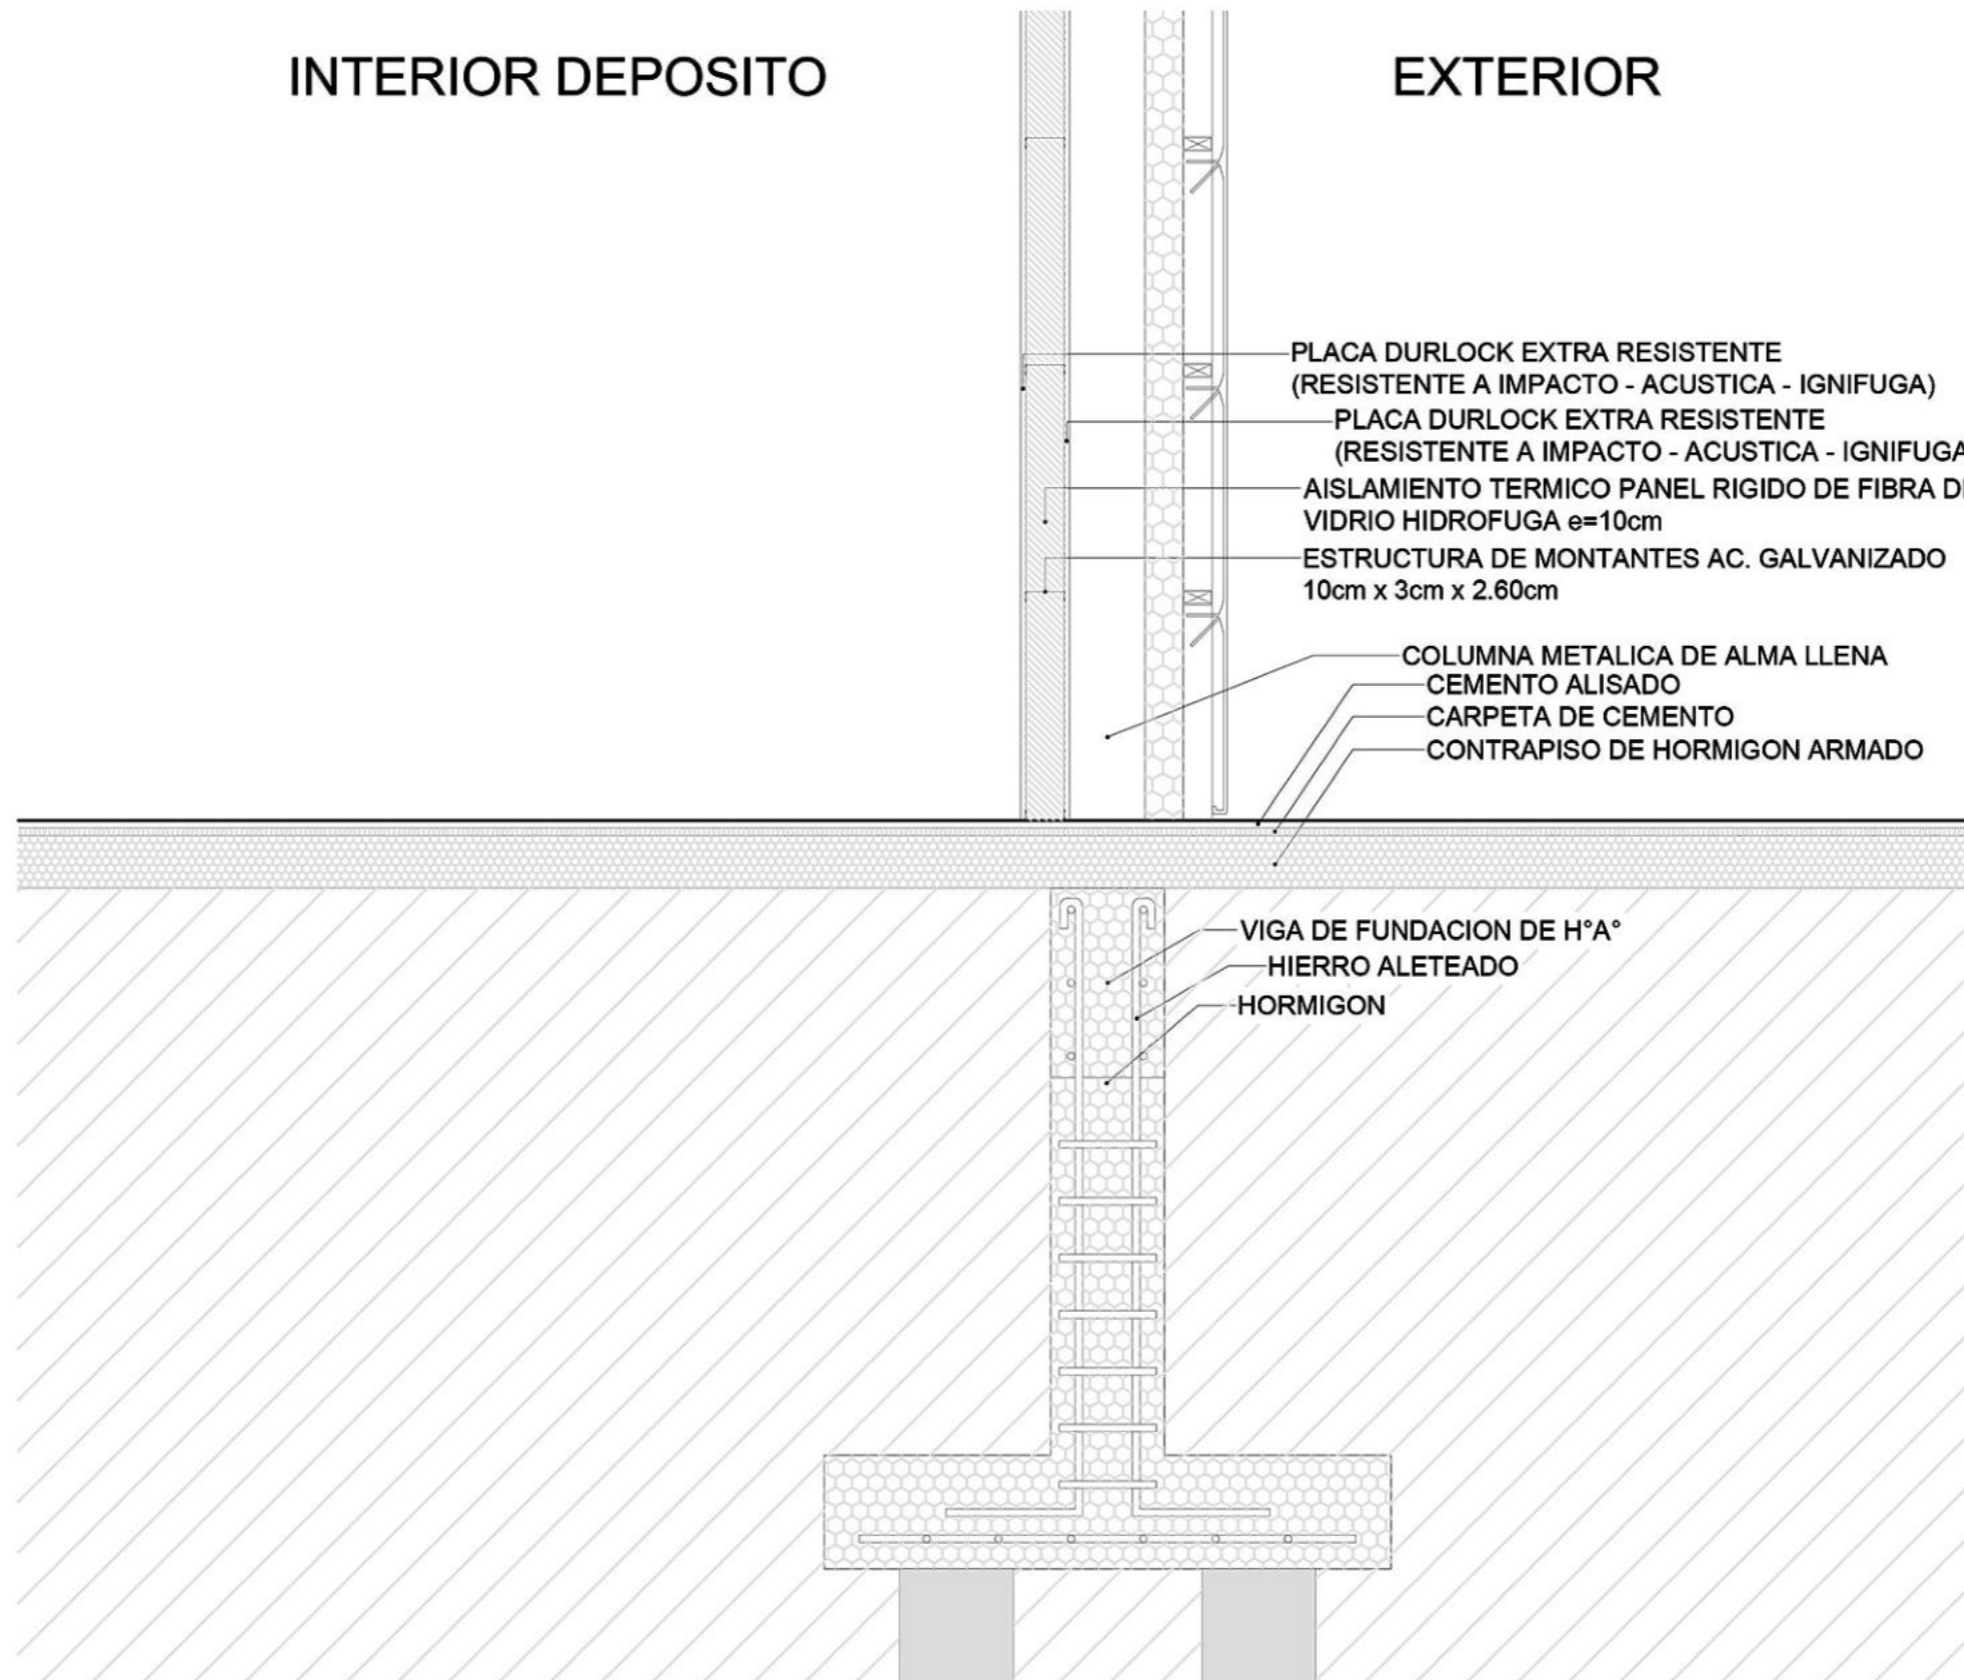 INTERIOR DEPOSITO
EXTERIOR
PLACA DURLOCK EXTRA RESISTENTE
(RESISTENTE A IMPACTO - ACUSTICA - IGNIFUGA)
PLACA DURLOCK EXTRA RESISTENTE
(RESISTENTE A IMPACTO - ACUSTICA - IGNIFUGA
AISLAMIENTO TERMICO PANEL RIGIDO DE FIBRA DE
VIDRIO HIDROFUGA e=10cm
ESTRUCTURA DE MONTANTES AC. GALVANIZADO
10cm x 3cm x 2.60cm
COLUMNA METALICA DE ALMA LLENA
CEMENTO ALISADO
CARPETA DE CEMENTO
CONTRAPISO DE HORMIGON ARMADO
VIGA DE FUNDACION DE H°A°
HIERRO ALETEADO
HORMIGON